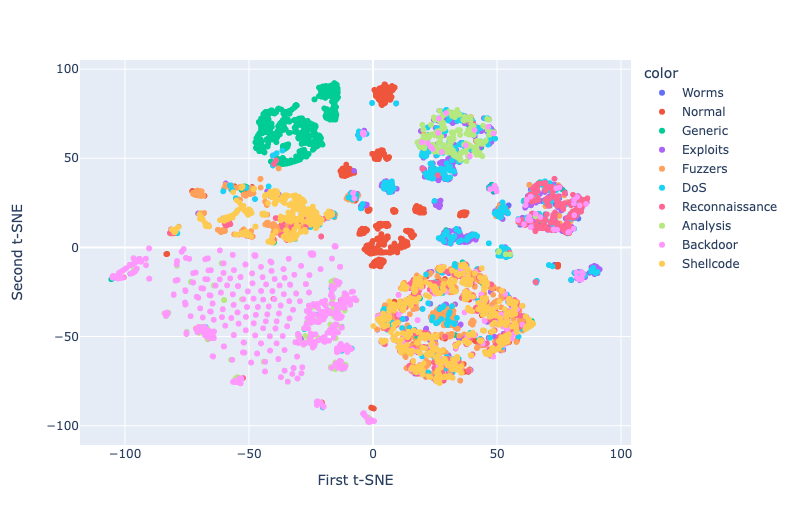 color
Worms
Normal
Generic
Exploits
Fuzzers
DoS
Reconnaissance
Analysis
Backdoor
Shellcode
Second t-SNE
100
50
0
−50
−100
−100
−50
0
50
100
First t-SNE